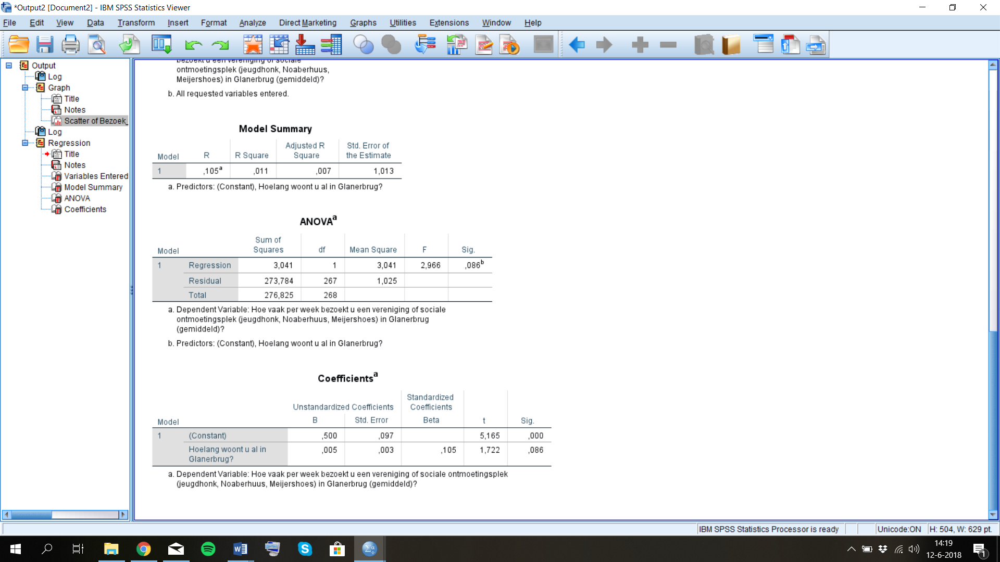 *Output2 [Document2] - IBM SPSS Statistics Viewer
File Edit View Data Transform Insert Format Analyze Direct Marketing Graphs Utilities Extensions Window Help
Output
Log
Graph
Title
Notes
Scatter of Bezoek_
Log
Regression
Title
Notes
Variables Entered
Model Summary
ANOVA
Coefficients
bezoekt u een vereniging of sociale
ontmoetingsplek (jeugdhonk, Noaberhuus,
Meijershoes) in Glanerbrug (gemiddeld)?
b. All requested variables entered.
Model Summary
Model R R Square Adjusted R Square Std. Error of the Estimate
1 ,105a ,011 ,007 1,013
a. Predictors: (Constant), Hoelang woont u al in Glanerbrug?
ANOVAa
Model Sum of Squares df Mean Square F Sig.
1 Regression 3,041 1 3,041 2,966 ,086b
Residual 273,784 267 1,025
Total 276,825 268
a. Dependent Variable: Hoe vaak per week bezoekt u een vereniging of sociale
ontmoetingsplek (jeugdhonk, Noaberhuus, Meijershoes) in Glanerbrug
(gemiddeld)?
b. Predictors: (Constant), Hoelang woont u al in Glanerbrug?
Coefficientsa
Unstandardized Coefficients Standardized Coefficients
Model B Std. Error Beta t Sig.
1 (Constant) ,500 ,097 5,165 ,000
Hoelang woont u al in Glanerbrug? ,005 ,003 ,105 1,722 ,086
a. Dependent Variable: Hoe vaak per week bezoekt u een vereniging of sociale ontmoetingsplek
(jeugdhonk, Noaberhuus, Meijershoes) in Glanerbrug (gemiddeld)?
IBM SPSS Statistics Processor is ready Unicode:ON H: 504, W: 629 pt.
14:19
12-6-2018
1